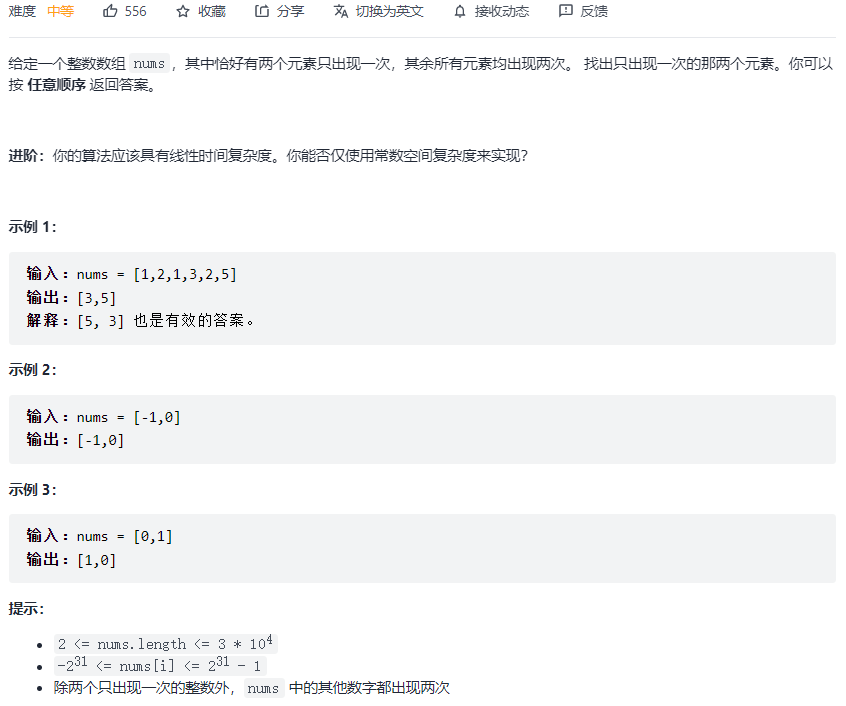 难度 中等 556 收藏 分享 切换为英文 接收动态 反馈
给定一个整数数组 nums，其中恰好有两个元素只出现一次，其余所有元素均出现两次。 找出只出现一次的那两个元素。你可以
按 任意顺序 返回答案。
进阶：你的算法应该具有线性时间复杂度。你能否仅使用常数空间复杂度来实现？
示例 1：
输入：nums = [1,2,1,3,2,5]
输出：[3,5]
解释：[5, 3] 也是有效的答案。
示例 2：
输入：nums = [-1,0]
输出：[-1,0]
示例 3：
输入：nums = [0,1]
输出：[1,0]
提示：
2 <= nums.length <= 3 * 10⁴
-2³¹ <= nums[i] <= 2³¹ - 1
除两个只出现一次的整数外，nums 中的其他数字都出现两次